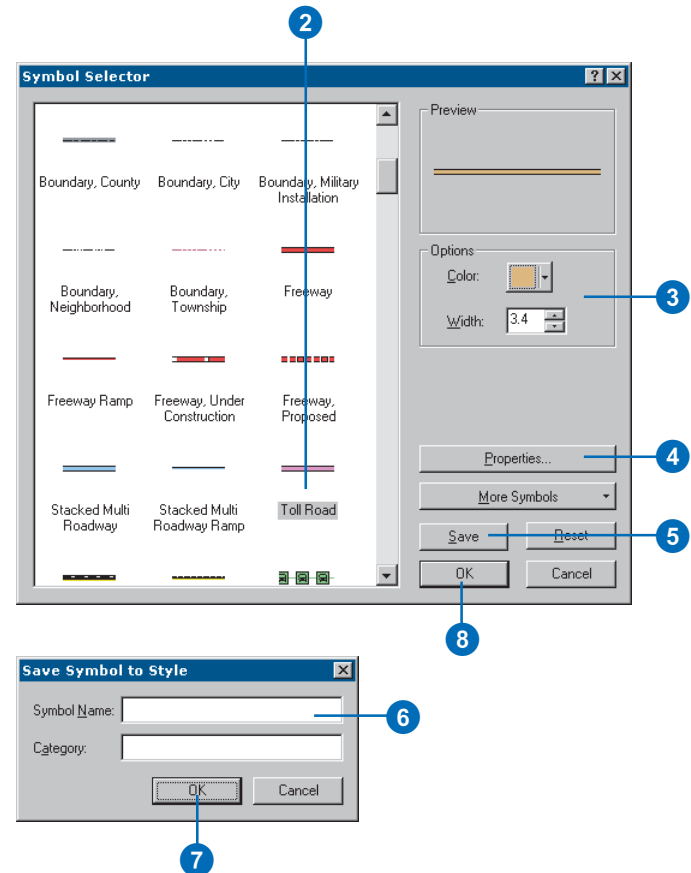 2
Symbol Selector
Preview
Boundary, County Boundary, City Boundary, Military
Installation
Options
Color:
Width: 3.4
3
Boundary,
Neighborhood
Boundary,
Township
Freeway
Freeway Ramp
Freeway, Under
Construction
Freeway,
Proposed
Properties...
4
More Symbols
Stacked Multi
Roadway
Stacked Multi
Roadway Ramp
Toll Road
Save
Reset
5
OK
Cancel
8
Save Symbol to Style
Symbol Name:
6
Category:
OK
Cancel
7